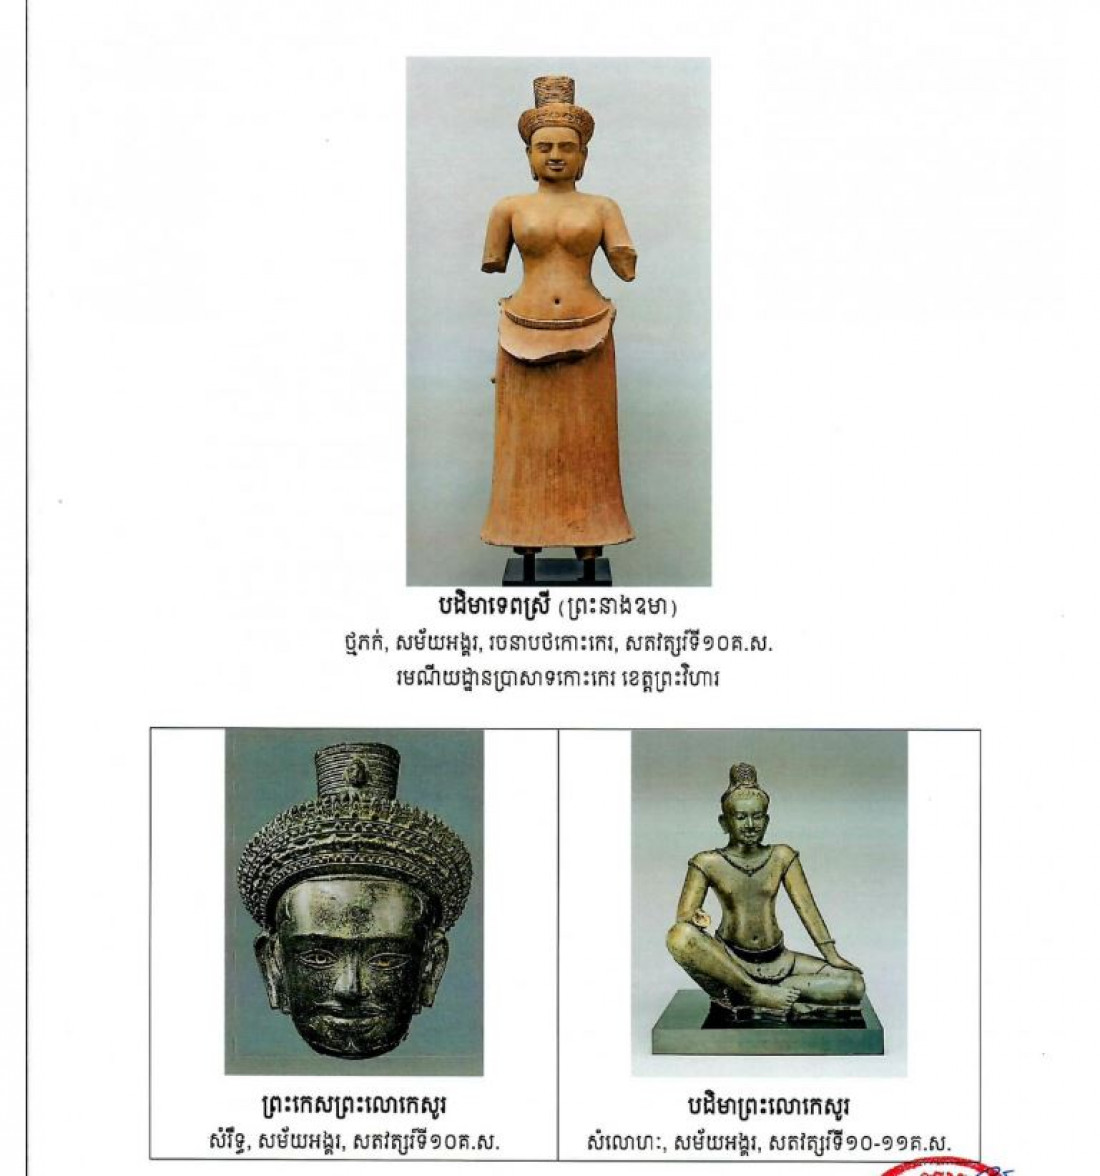 បដិមាទេពស្រី (ព្រះនាងឧមា)
ថ្មភក់, សម័យអង្គរ, រចនាបថកោះកេរ, សតវត្សរ៍ទី១០គ.ស.
រមណីយដ្ឋានប្រាសាទកោះកេរ ខេត្តព្រះវិហារ
ព្រះកេសព្រះលោកេសូរ
សំរឹទ្ធ, សម័យអង្គរ, សតវត្សរ៍ទី១០គ.ស.
បដិមាព្រះលោកេសូរ
សំលោហៈ, សម័យអង្គរ, សតវត្សរ៍ទី១០-១១គ.ស.